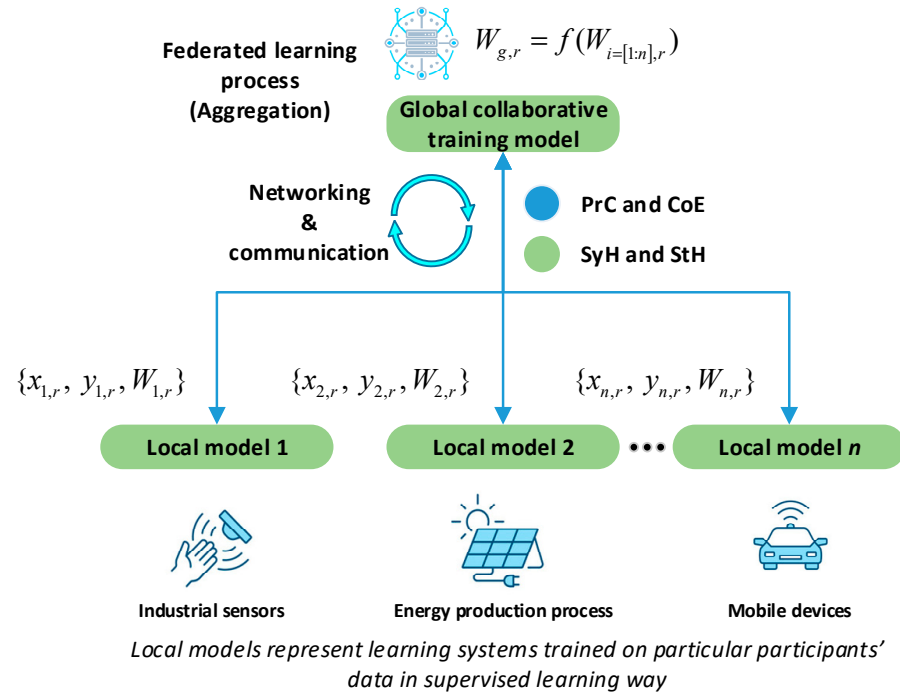 Federated learning
process
(Aggregation)
W_{g,r} = f(W_{i=[1:n],r})
Global collaborative
training model
Networking
&
communication
PrC and CoE
SyH and StH
{x_{1,r}, y_{1,r}, W_{1,r}}
{x_{2,r}, y_{2,r}, W_{2,r}}
{x_{n,r}, y_{n,r}, W_{n,r}}
Local model 1
Local model 2
•••
Local model n
Industrial sensors
Energy production process
Mobile devices
Local models represent learning systems trained on particular participants’
data in supervised learning way